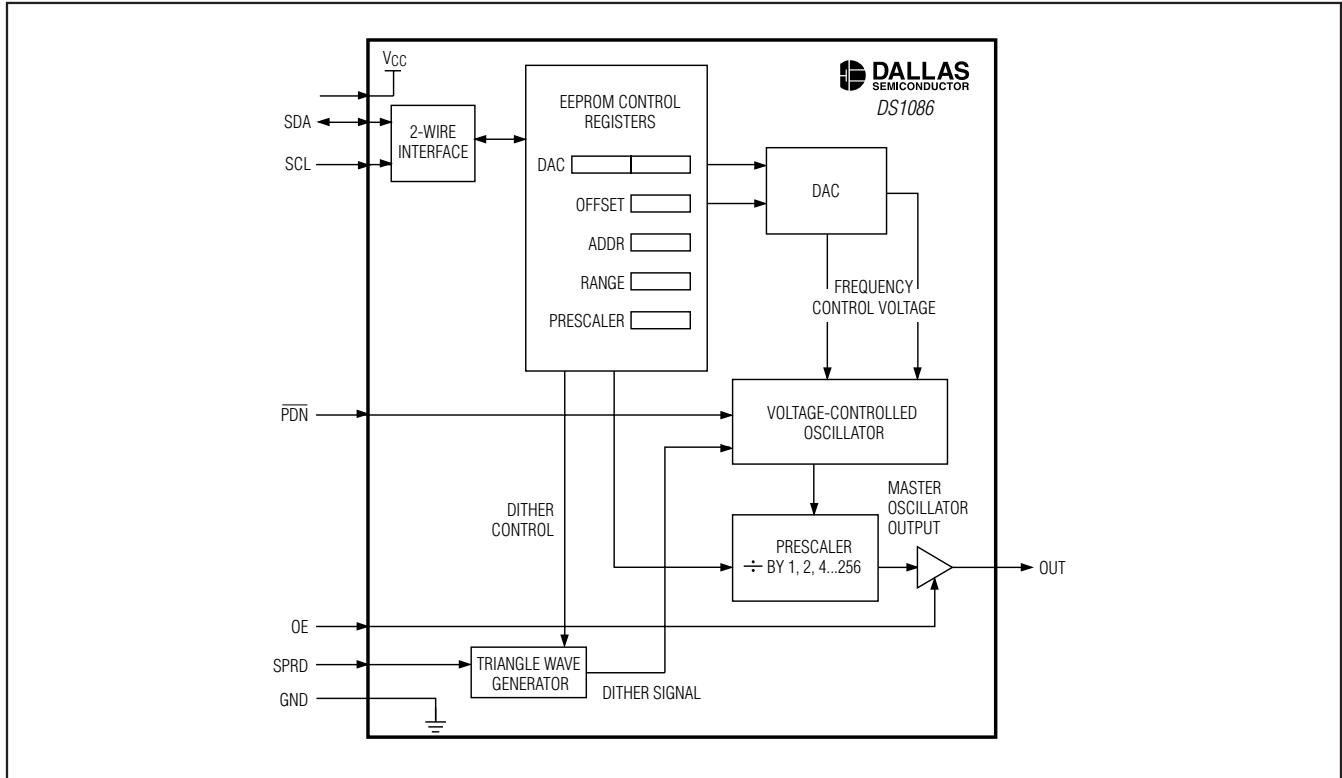 VCC
DALLAS
SEMICONDUCTOR
DS1086
SDA
SCL
2-WIRE
INTERFACE
EEPROM CONTROL
REGISTERS
DAC
OFFSET
ADDR
RANGE
PRESCALER
DAC
FREQUENCY
CONTROL VOLTAGE
PDN
VOLTAGE-CONTROLLED
OSCILLATOR
DITHER
CONTROL
MASTER
OSCILLATOR
OUTPUT
PRESCALER
÷ BY 1, 2, 4...256
OUT
OE
SPRD
TRIANGLE WAVE
GENERATOR
DITHER SIGNAL
GND